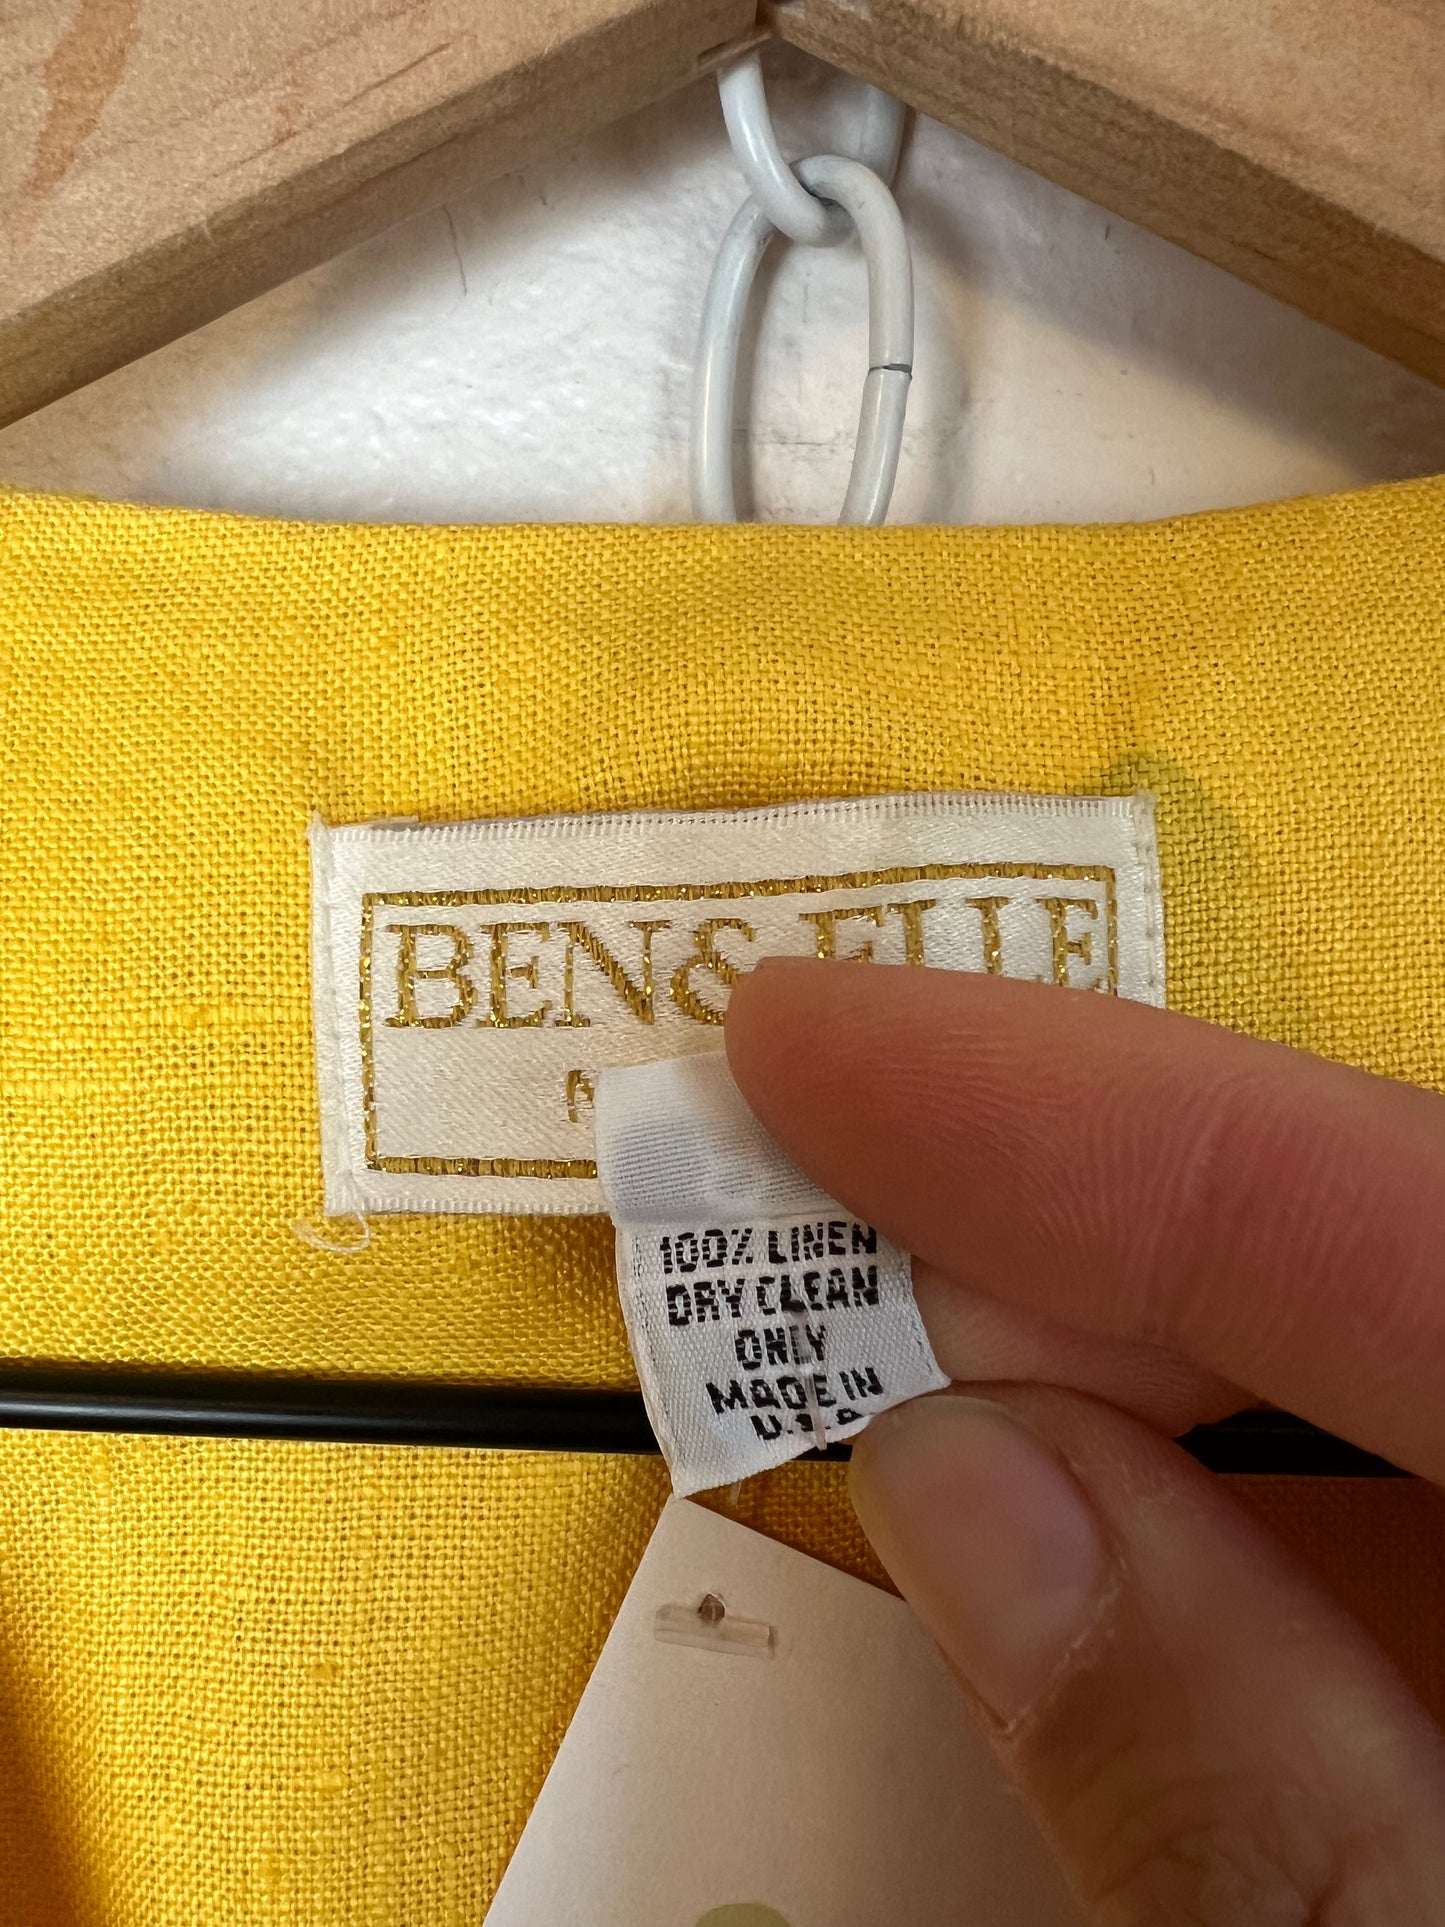 BEN & ELLE
100% LINEN
DRY CLEAN
ONLY
MADE IN
U.S.A